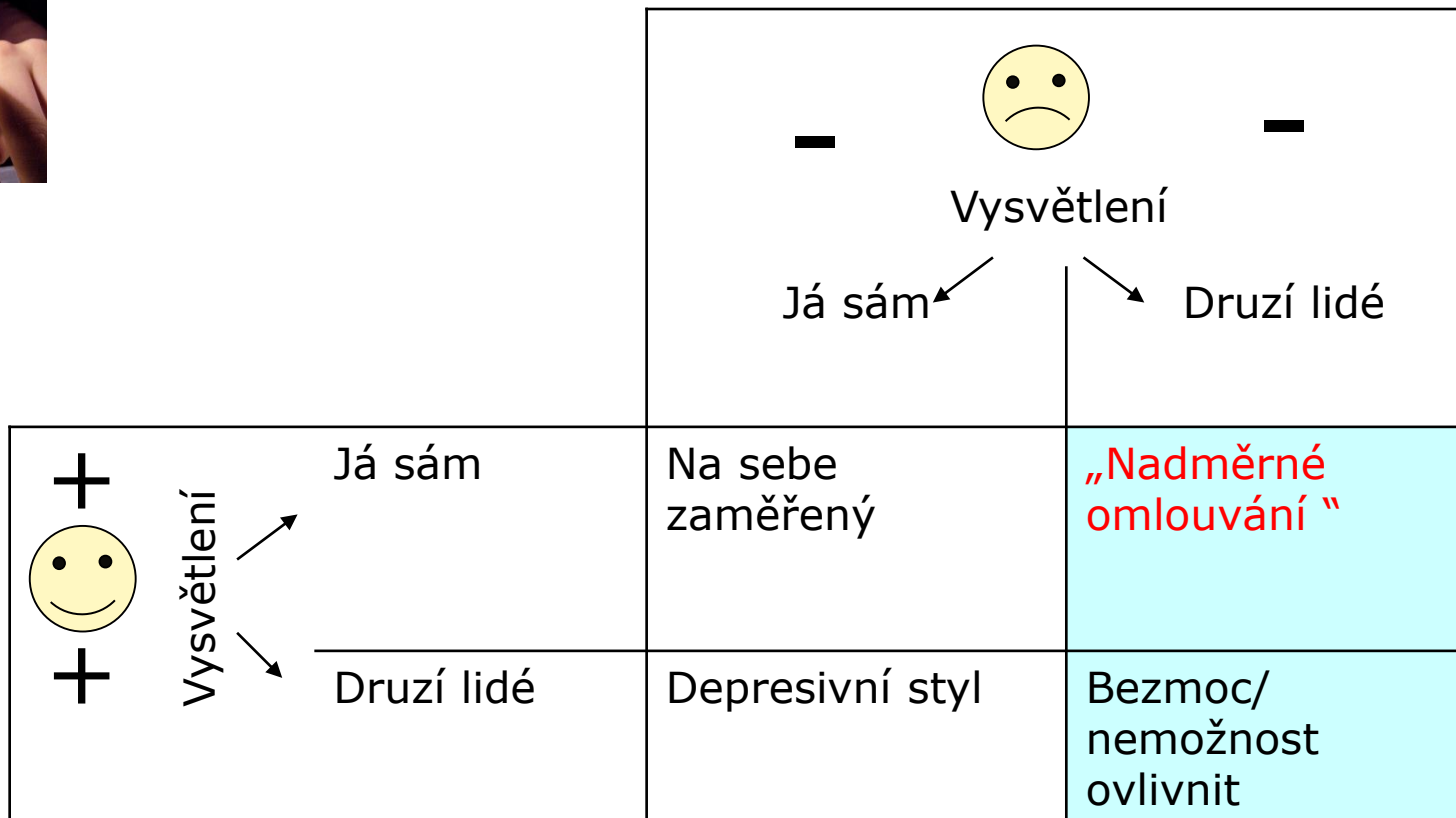 -
-
Vysvětlení
Já sám
Druzí lidé
+
Vysvětlení
+
Já sám
Na sebe
zaměřený
„Nadměrné
omlouvání “
Druzí lidé
Depresivní styl
Bezmoc/
nemožnost
ovlivnit